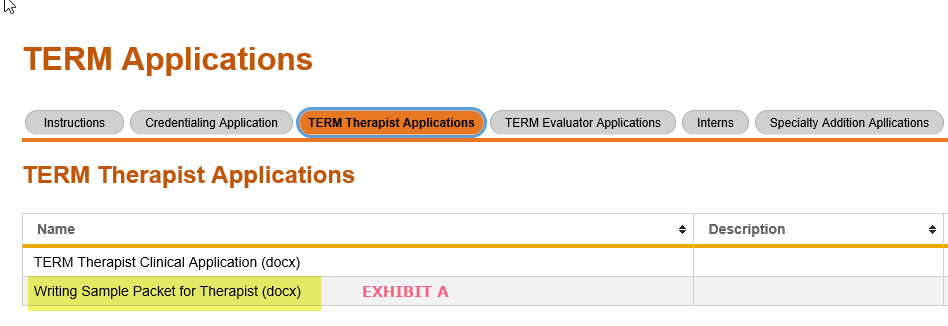 TERM Applications
Instructions Credentialing Application TERM Therapist Applications TERM Evaluator Applications Interns Specialty Addition Apllications
TERM Therapist Applications
Name Description
TERM Therapist Clinical Application (docx)
Writing Sample Packet for Therapist (docx) EXHIBIT A